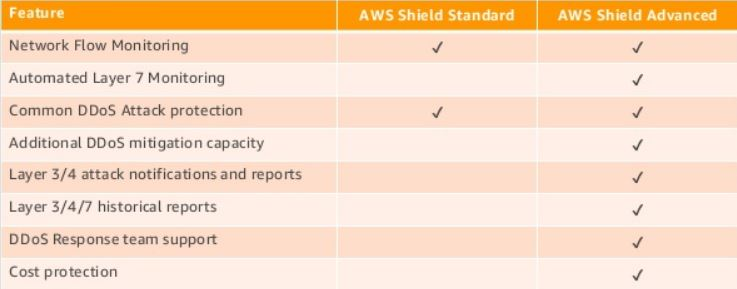 Feature AWS Shield Standard AWS Shield Advanced
Network Flow Monitoring ✓ ✓
Automated Layer 7 Monitoring ✓
Common DDoS Attack protection ✓ ✓
Additional DDoS mitigation capacity ✓
Layer 3/4 attack notifications and reports ✓
Layer 3/4/7 historical reports ✓
DDoS Response team support ✓
Cost protection ✓